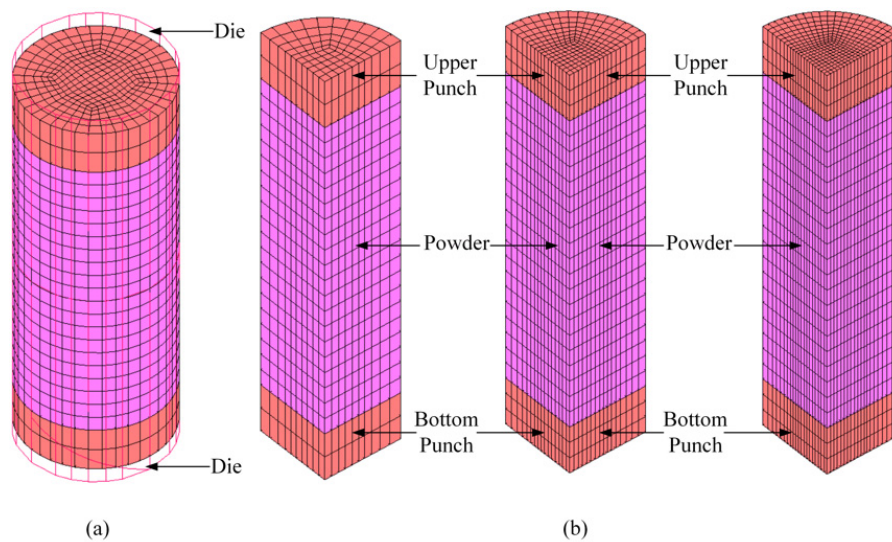 Die
Upper
Punch
Upper
Punch
Powder
Powder
Bottom
Punch
Bottom
Punch
Die
(a)
(b)